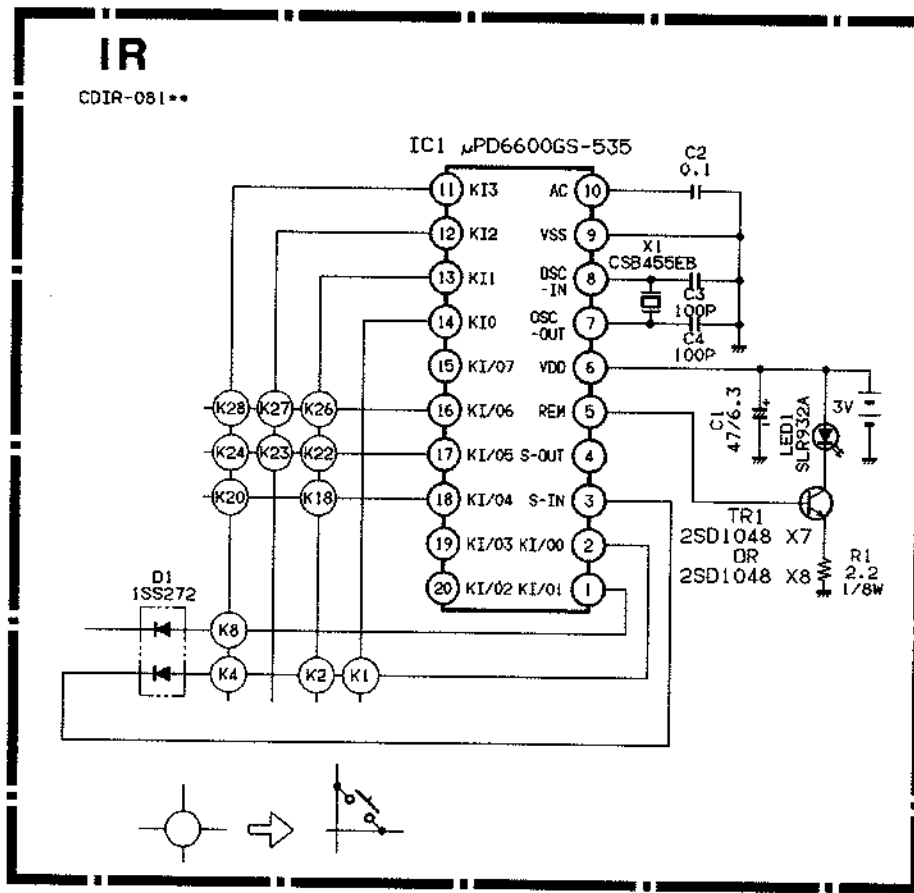 IR
CDIR-081**
IC1 μPD6600GS-535
C2
0.1
11 KI3 AC 10
12 KI2 VSS 9
X1
CSB455EB
13 KI1 OSC-IN 8
C3
100P
14 KI0 OSC-OUT 7
C4
100P
15 KI/07 VDD 6
K28 K27 K26 16 KI/06 REM 5
C1
47/6.3
LED1
SLR932A
3V
K24 K23 K22 17 KI/05 S-OUT 4
K20 K18 18 KI/04 S-IN 3
TR1
2SD1048 X7
OR
2SD1048 X8
R1
2.2
1/8W
19 KI/03 KI/00 2
20 KI/02 KI/01 1
D1
1SS272
K8
K4 K2 K1